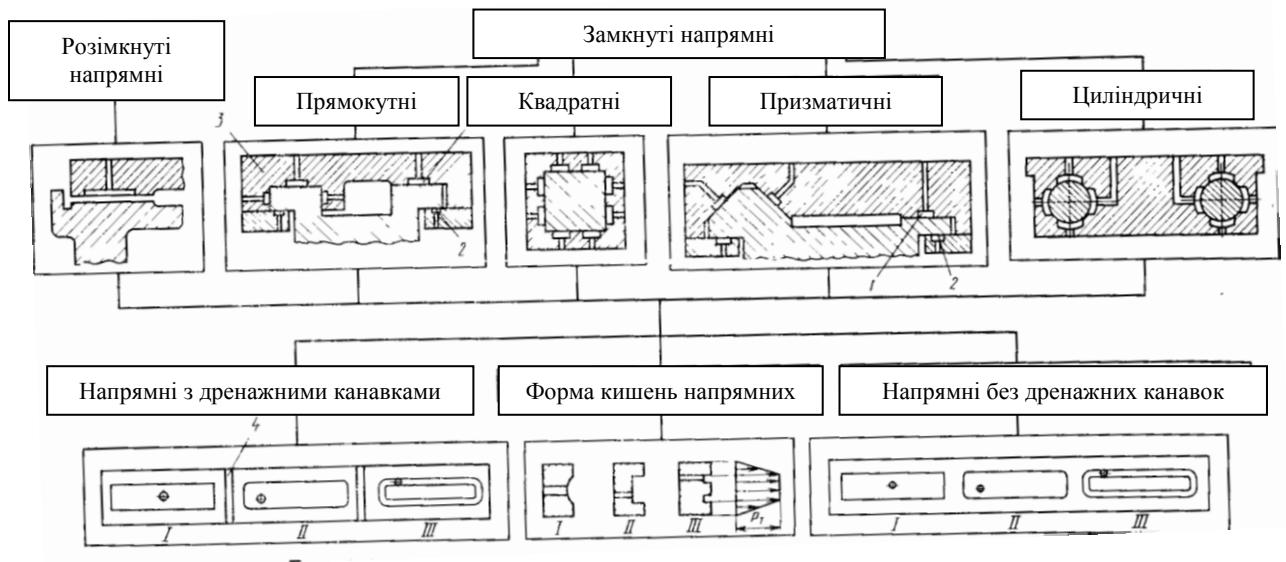 Розімкнуті
напрямні
Замкнуті напрямні
Прямокутні
Квадратні
Призматичні
Циліндричні
3
2
1
2
Напрямні з дренажними канавками
Форма кишень напрямних
Напрямні без дренажних канавок
4
I
II
III
I
II
III
P₁
I
II
III